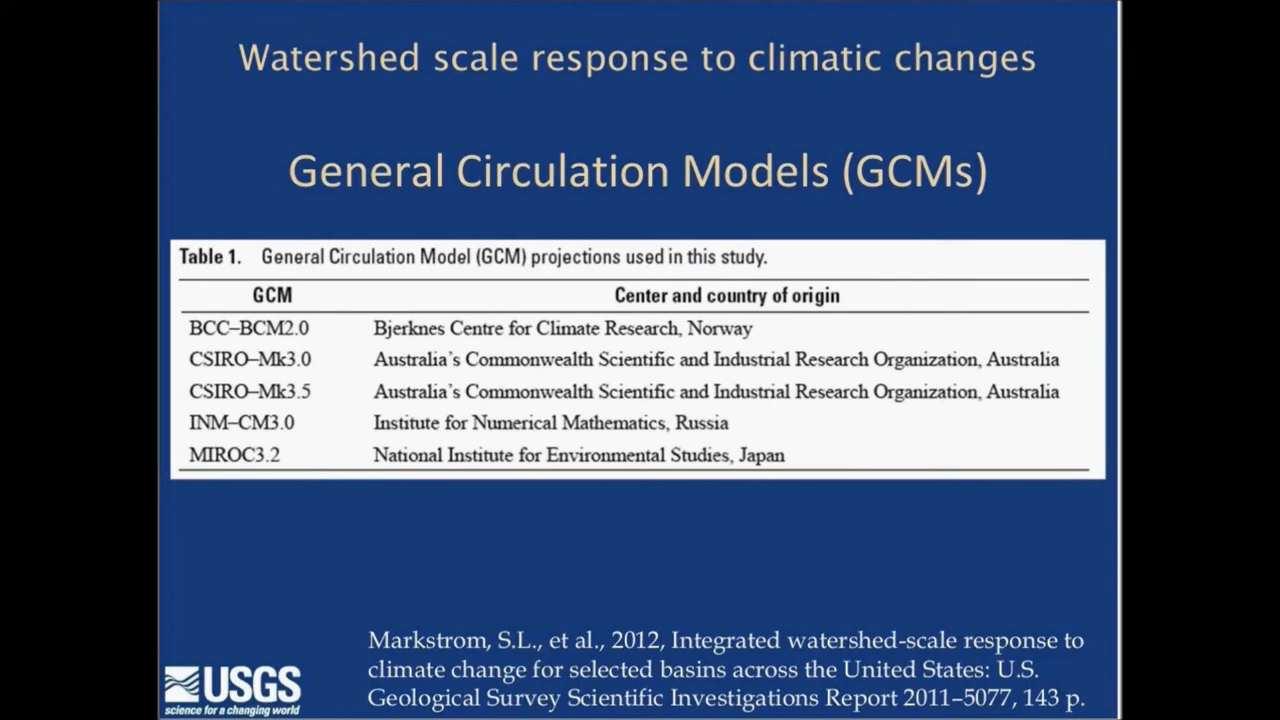 Watershed scale response to climatic changes
General Circulation Models (GCMs)
Table 1. General Circulation Model (GCM) projections used in this study.
GCM Center and country of origin
BCC–BCM2.0 Bjerknes Centre for Climate Research, Norway
CSIRO–Mk3.0 Australia's Commonwealth Scientific and Industrial Research Organization, Australia
CSIRO–Mk3.5 Australia's Commonwealth Scientific and Industrial Research Organization, Australia
INM–CM3.0 Institute for Numerical Mathematics, Russia
MIROC3.2 National Institute for Environmental Studies, Japan
Markstrom, S.L., et al., 2012, Integrated watershed-scale response to
climate change for selected basins across the United States: U.S.
Geological Survey Scientific Investigations Report 2011–5077, 143 p.
USGS
science for a changing world